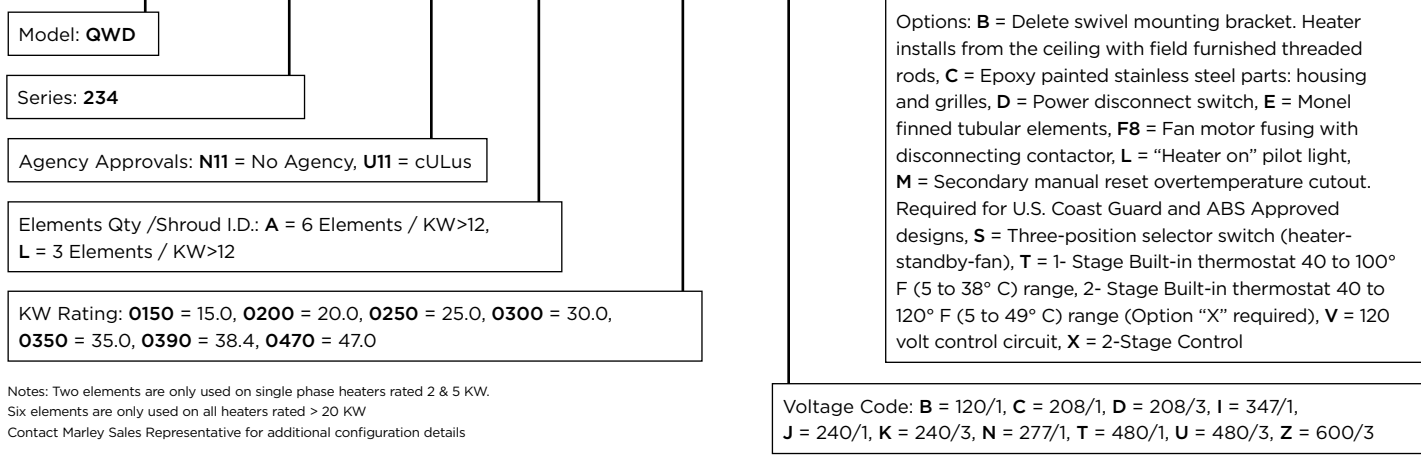 Model: QWD
Series: 234
Agency Approvals: N11 = No Agency, U11 = cULus
Elements Qty /Shroud I.D.: A = 6 Elements / KW>12,
L = 3 Elements / KW>12
KW Rating: 0150 = 15.0, 0200 = 20.0, 0250 = 25.0, 0300 = 30.0,
0350 = 35.0, 0390 = 38.4, 0470 = 47.0
Notes: Two elements are only used on single phase heaters rated 2 & 5 KW.
Six elements are only used on all heaters rated > 20 KW
Contact Marley Sales Representative for additional configuration details
Options: B = Delete swivel mounting bracket. Heater
installs from the ceiling with field furnished threaded
rods, C = Epoxy painted stainless steel parts: housing
and grilles, D = Power disconnect switch, E = Monel
finned tubular elements, F8 = Fan motor fusing with
disconnecting contactor, L = “Heater on” pilot light,
M = Secondary manual reset overtemperature cutout.
Required for U.S. Coast Guard and ABS Approved
designs, S = Three-position selector switch (heater-
standby-fan), T = 1- Stage Built-in thermostat 40 to 100°
F (5 to 38° C) range, 2- Stage Built-in thermostat 40 to
120° F (5 to 49° C) range (Option “X” required), V = 120
volt control circuit, X = 2-Stage Control
Voltage Code: B = 120/1, C = 208/1, D = 208/3, I = 347/1,
J = 240/1, K = 240/3, N = 277/1, T = 480/1, U = 480/3, Z = 600/3